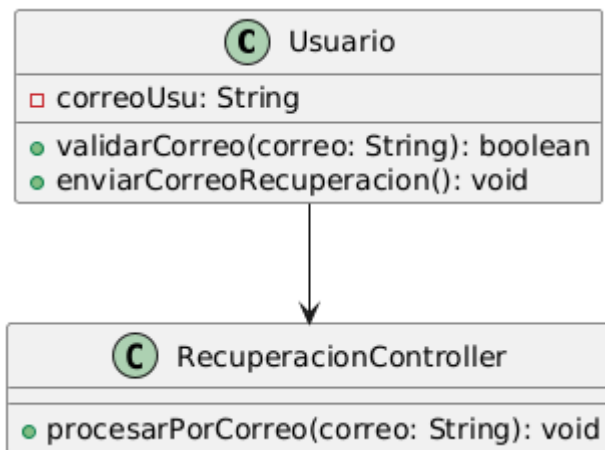 C Usuario
correoUsu: String
validarCorreo(correo: String): boolean
enviarCorreoRecuperacion(): void
C RecuperacionController
procesarPorCorreo(correo: String): void